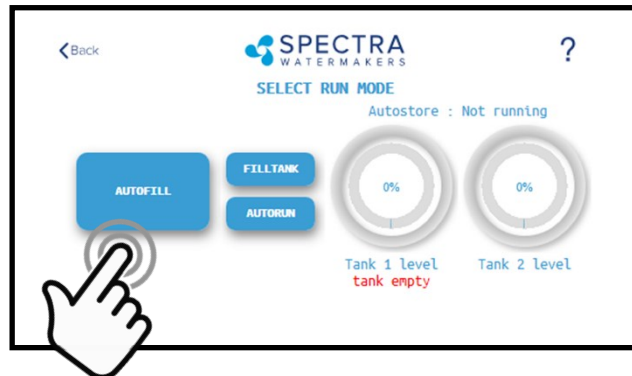 Back
SPECTRA
WATERMAKERS
?
SELECT RUN MODE
Autostore : Not running
AUTOFILL
FILLTANK
AUTORUN
0%
0%
Tank 1 level
tank empty
Tank 2 level